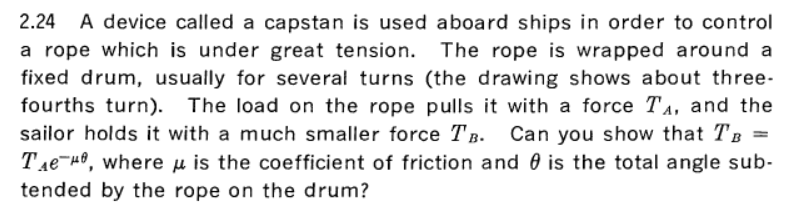 2.24 A device called a capstan is used aboard ships in order to control
a rope which is under great tension. The rope is wrapped around a
fixed drum, usually for several turns (the drawing shows about three-
fourths turn). The load on the rope pulls it with a force T_A, and the
sailor holds it with a much smaller force T_B. Can you show that T_B =
T_A e^{-μθ}, where μ is the coefficient of friction and θ is the total angle sub-
tended by the rope on the drum?